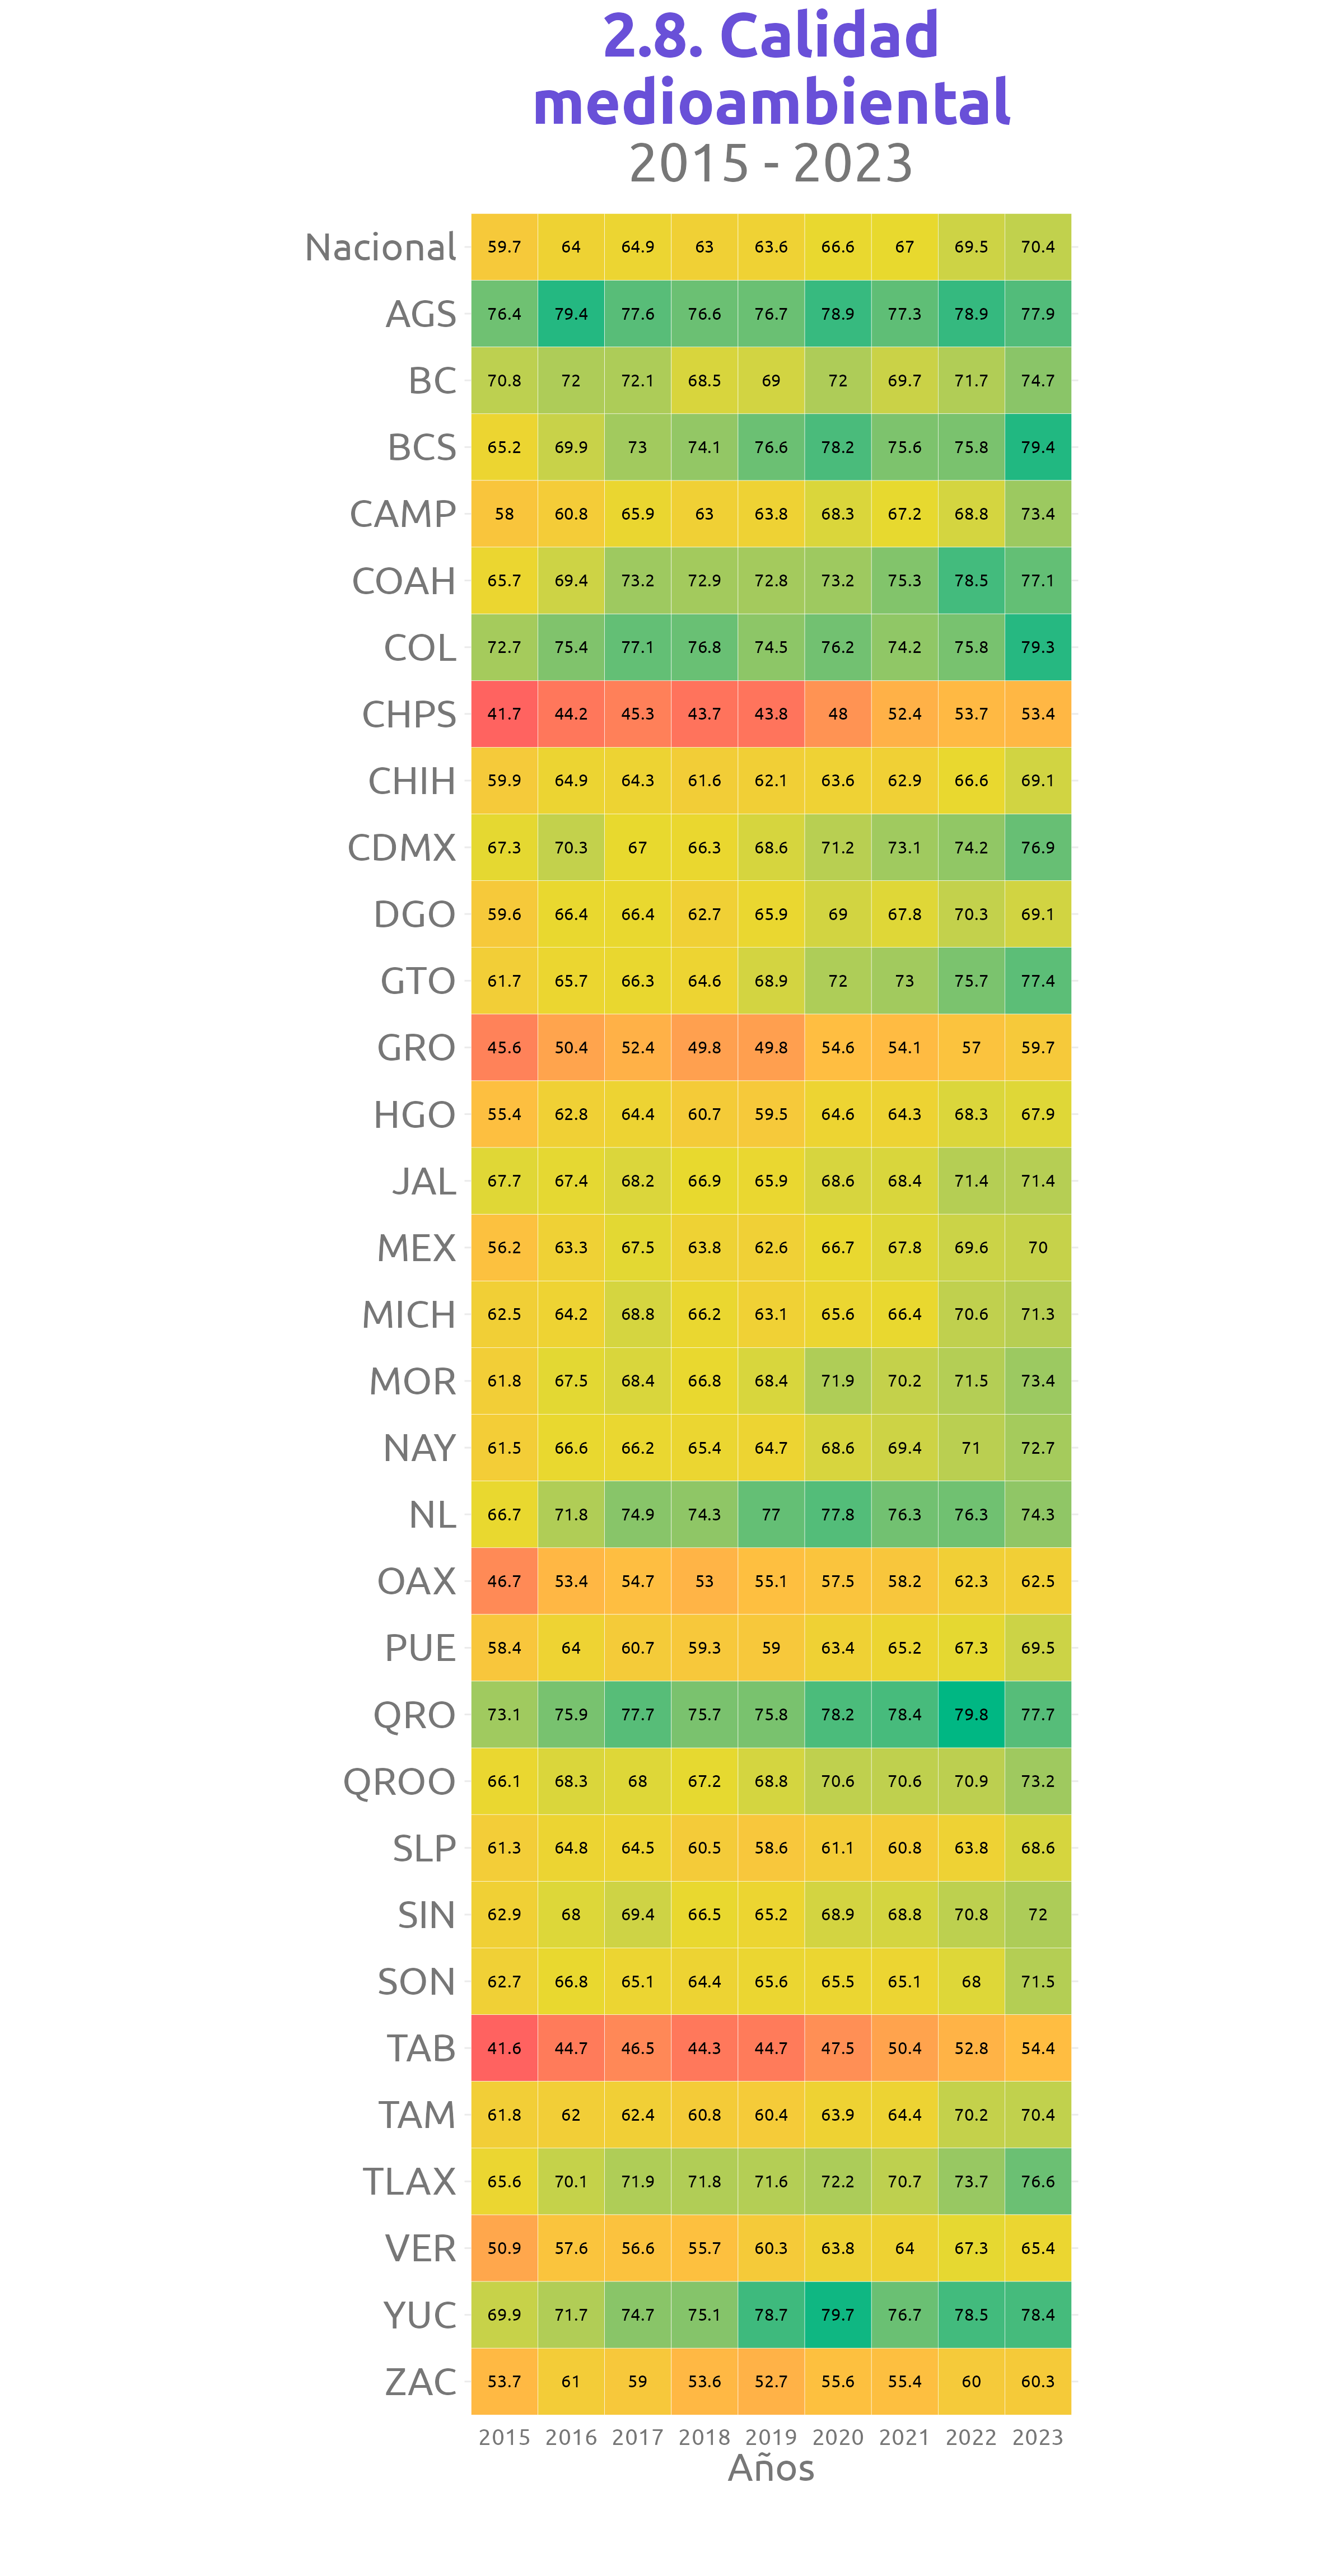 2.8. Calidad
medioambiental
2015 - 2023
Nacional 59.7 64 64.9 63 63.6 66.6 67 69.5 70.4
AGS 76.4 79.4 77.6 76.6 76.7 78.9 77.3 78.9 77.9
BC 70.8 72 72.1 68.5 69 72 69.7 71.7 74.7
BCS 65.2 69.9 73 74.1 76.6 78.2 75.6 75.8 79.4
CAMP 58 60.8 65.9 63 63.8 68.3 67.2 68.8 73.4
COAH 65.7 69.4 73.2 72.9 72.8 73.2 75.3 78.5 77.1
COL 72.7 75.4 77.1 76.8 74.5 76.2 74.2 75.8 79.3
CHPS 41.7 44.2 45.3 43.7 43.8 48 52.4 53.7 53.4
CHIH 59.9 64.9 64.3 61.6 62.1 63.6 62.9 66.6 69.1
CDMX 67.3 70.3 67 66.3 68.6 71.2 73.1 74.2 76.9
DGO 59.6 66.4 66.4 62.7 65.9 69 67.8 70.3 69.1
GTO 61.7 65.7 66.3 64.6 68.9 72 73 75.7 77.4
GRO 45.6 50.4 52.4 49.8 49.8 54.6 54.1 57 59.7
HGO 55.4 62.8 64.4 60.7 59.5 64.6 64.3 68.3 67.9
JAL 67.7 67.4 68.2 66.9 65.9 68.6 68.4 71.4 71.4
MEX 56.2 63.3 67.5 63.8 62.6 66.7 67.8 69.6 70
MICH 62.5 64.2 68.8 66.2 63.1 65.6 66.4 70.6 71.3
MOR 61.8 67.5 68.4 66.8 68.4 71.9 70.2 71.5 73.4
NAY 61.5 66.6 66.2 65.4 64.7 68.6 69.4 71 72.7
NL 66.7 71.8 74.9 74.3 77 77.8 76.3 76.3 74.3
OAX 46.7 53.4 54.7 53 55.1 57.5 58.2 62.3 62.5
PUE 58.4 64 60.7 59.3 59 63.4 65.2 67.3 69.5
QRO 73.1 75.9 77.7 75.7 75.8 78.2 78.4 79.8 77.7
QROO 66.1 68.3 68 67.2 68.8 70.6 70.6 70.9 73.2
SLP 61.3 64.8 64.5 60.5 58.6 61.1 60.8 63.8 68.6
SIN 62.9 68 69.4 66.5 65.2 68.9 68.8 70.8 72
SON 62.7 66.8 65.1 64.4 65.6 65.5 65.1 68 71.5
TAB 41.6 44.7 46.5 44.3 44.7 47.5 50.4 52.8 54.4
TAM 61.8 62 62.4 60.8 60.4 63.9 64.4 70.2 70.4
TLAX 65.6 70.1 71.9 71.8 71.6 72.2 70.7 73.7 76.6
VER 50.9 57.6 56.6 55.7 60.3 63.8 64 67.3 65.4
YUC 69.9 71.7 74.7 75.1 78.7 79.7 76.7 78.5 78.4
ZAC 53.7 61 59 53.6 52.7 55.6 55.4 60 60.3
2015 2016 2017 2018 2019 2020 2021 2022 2023
Años